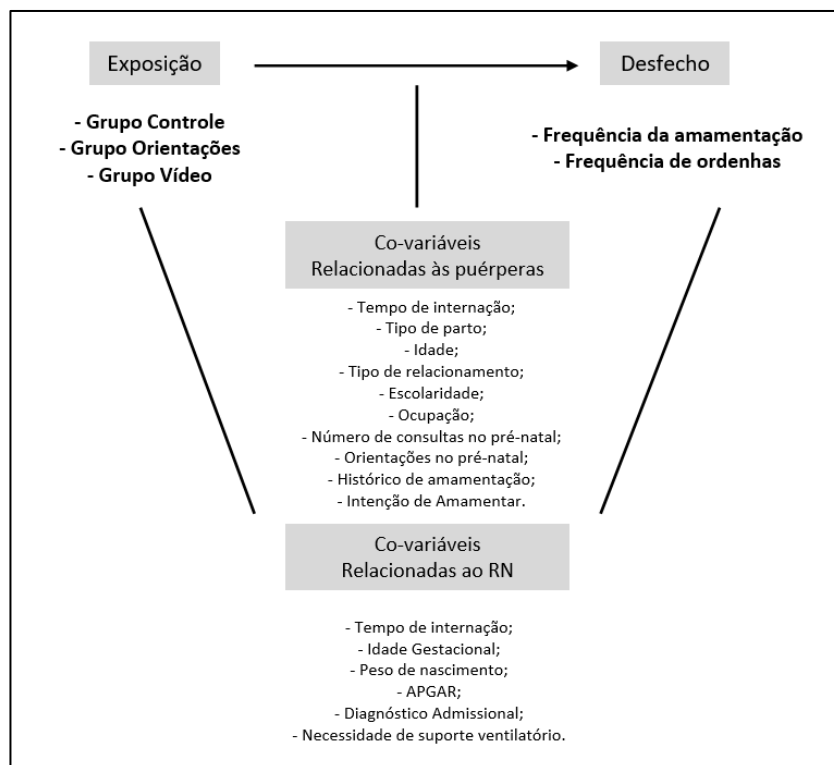 Exposição
Desfecho
- Grupo Controle
- Grupo Orientações
- Grupo Vídeo
- Frequência da amamentação
- Frequência de ordenhas
Co-variáveis
Relacionadas às puérperas
- Tempo de internação;
- Tipo de parto;
- Idade;
- Tipo de relacionamento;
- Escolaridade;
- Ocupação;
- Número de consultas no pré-natal;
- Orientações no pré-natal;
- Histórico de amamentação;
- Intenção de Amamentar.
Co-variáveis
Relacionadas ao RN
- Tempo de internação;
- Idade Gestacional;
- Peso de nascimento;
- APGAR;
- Diagnóstico Admissional;
- Necessidade de suporte ventilatório.